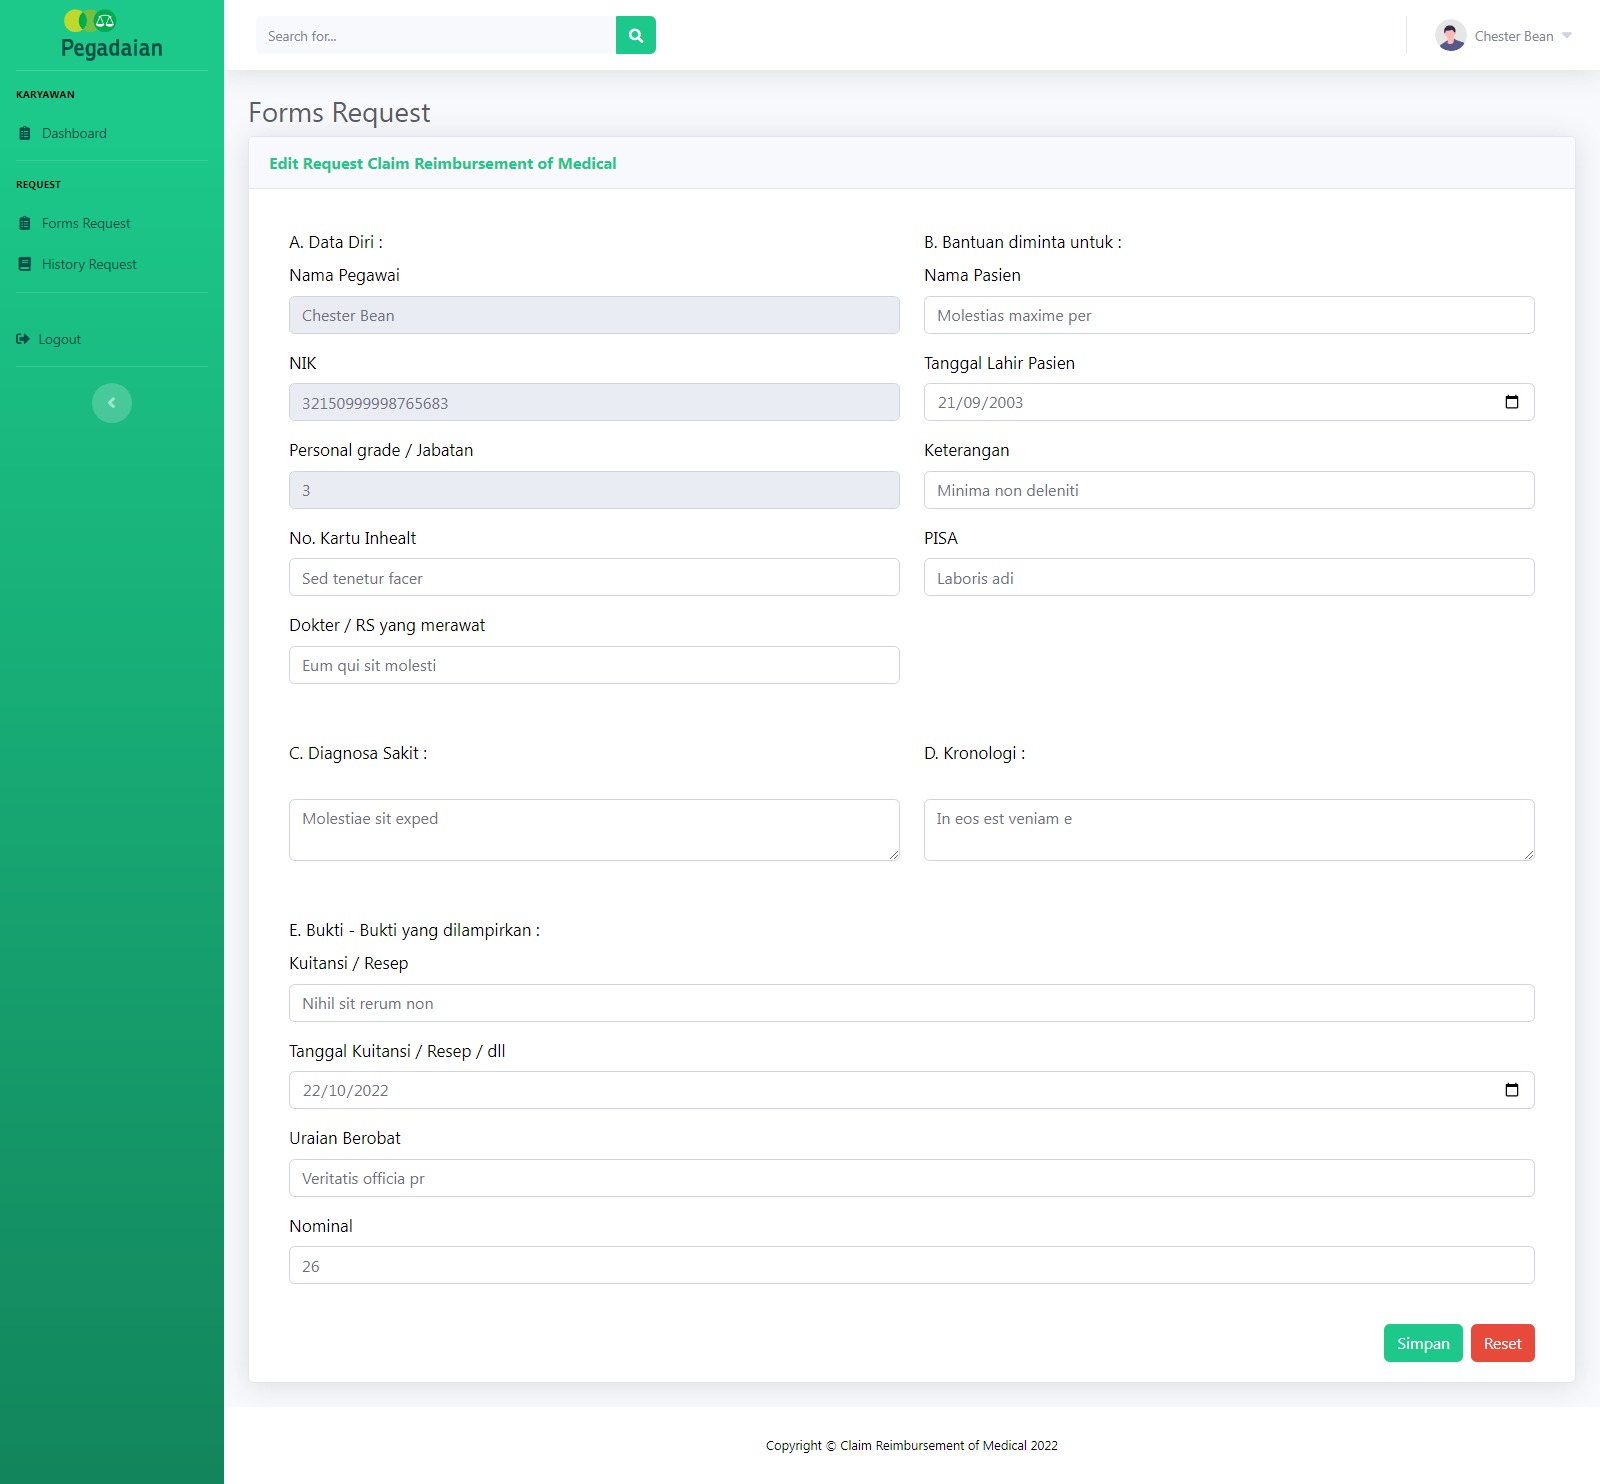 Pegadaian
KARYAWAN
Dashboard
REQUEST
Forms Request
History Request
Logout
Search for...
Chester Bean
Forms Request
Edit Request Claim Reimbursement of Medical
A. Data Diri :
Nama Pegawai
Chester Bean
NIK
32150999998765683
Personal grade / Jabatan
3
No. Kartu Inhealt
Sed tenetur facer
Dokter / RS yang merawat
Eum qui sit molesti
B. Bantuan diminta untuk :
Nama Pasien
Molestias maxime per
Tanggal Lahir Pasien
21/09/2003
Keterangan
Minima non deleniti
PISA
Laboris adi
C. Diagnosa Sakit :
Molestiae sit exped
D. Kronologi :
In eos est veniam e
E. Bukti - Bukti yang dilampirkan :
Kuitansi / Resep
Nihil sit rerum non
Tanggal Kuitansi / Resep / dll
22/10/2022
Uraian Berobat
Veritatis officia pr
Nominal
26
Simpan
Reset
Copyright © Claim Reimbursement of Medical 2022